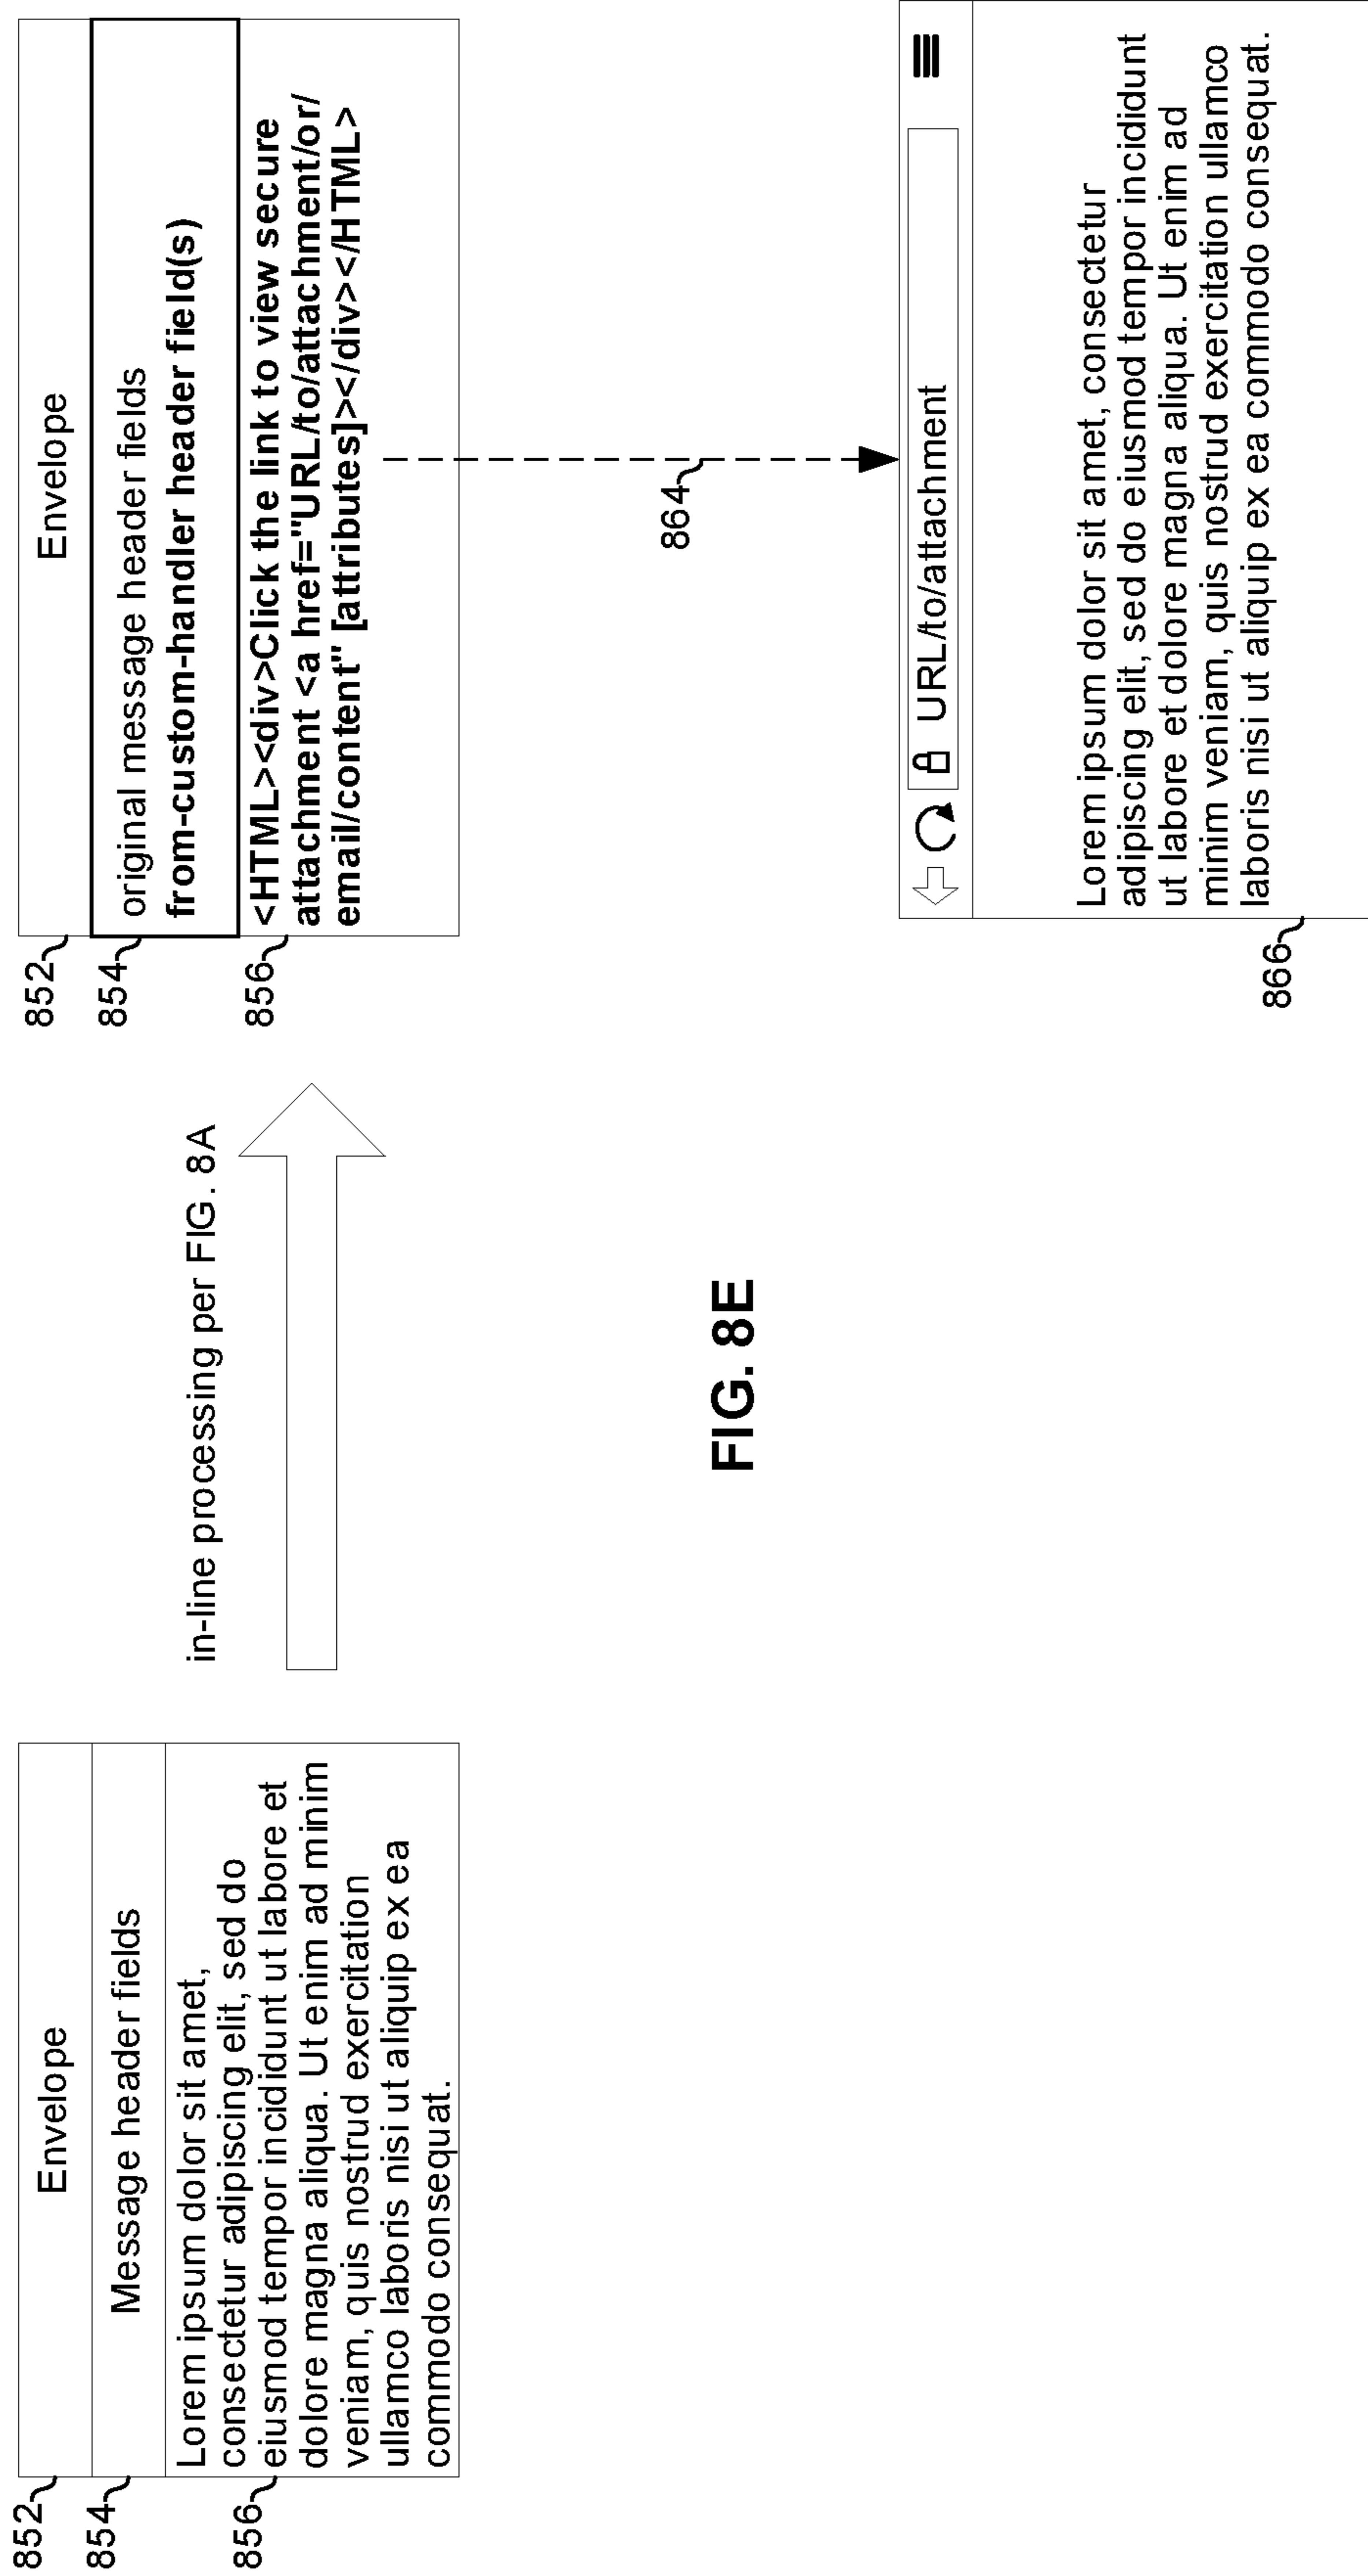 852
Envelope
854
Message header fields
856
Lorem ipsum dolor sit amet,
consectetur adipiscing elit, sed do
eiusmod tempor incididunt ut labore et
dolore magna aliqua. Ut enim ad minim
veniam, quis nostrud exercitation
ullamco laboris nisi ut aliquip ex ea
commodo consequat.
in-line processing per FIG. 8A
852
Envelope
854
original message header fields
from-custom-handler header field(s)
856
<HTML><div>Click the link to view secure
attachment <a href="URL/to/attachment/or/
email/content" [attributes]></div></HTML>
864
URL/to/attachment
866
Lorem ipsum dolor sit amet, consectetur
adipiscing elit, sed do eiusmod tempor incididunt
ut labore et dolore magna aliqua. Ut enim ad
minim veniam, quis nostrud exercitation ullamco
laboris nisi ut aliquip ex ea commodo consequat.
FIG. 8E